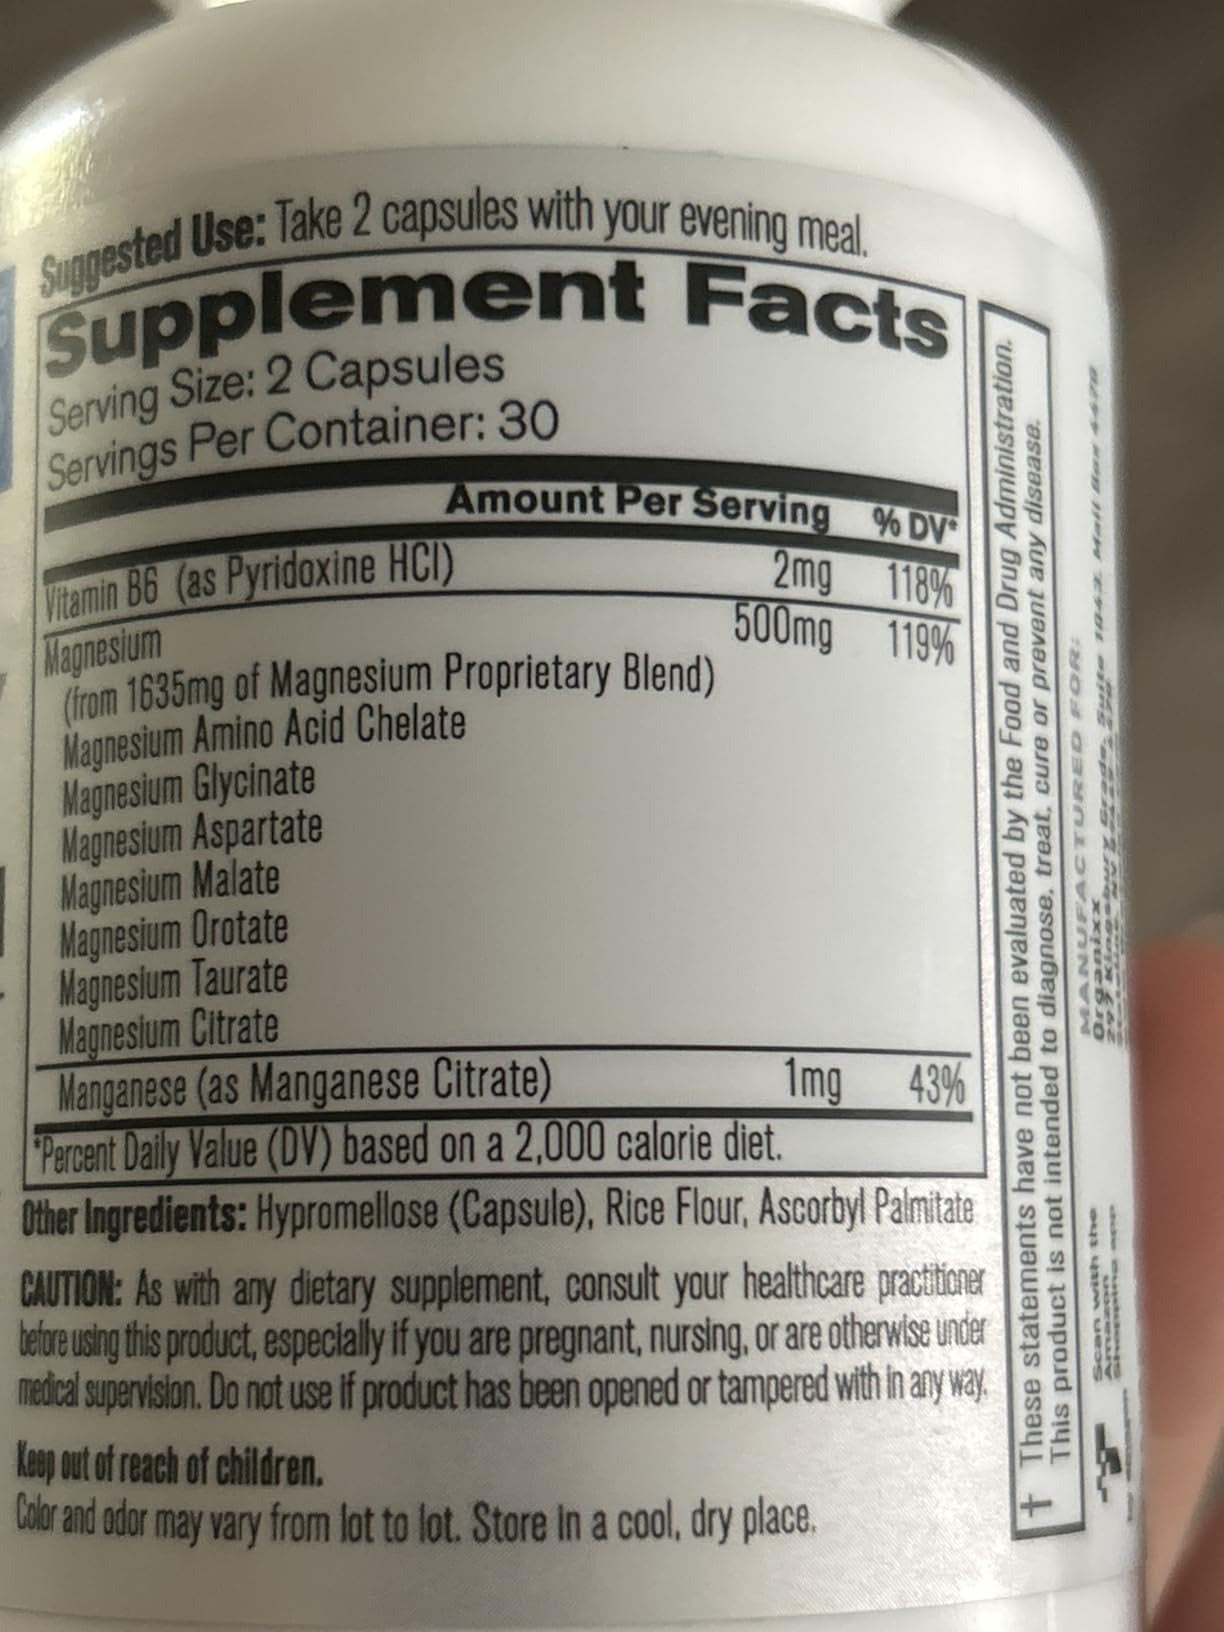 Suggested Use: Take 2 capsules with your evening meal.
Supplement Facts
Serving Size: 2 Capsules
Servings Per Container: 30
Amount Per Serving % DV*
Vitamin B6 (as Pyridoxine HCl) 2mg 118%
Magnesium 500mg 119%
(from 1635mg of Magnesium Proprietary Blend)
Magnesium Amino Acid Chelate
Magnesium Glycinate
Magnesium Aspartate
Magnesium Malate
Magnesium Orotate
Magnesium Taurate
Magnesium Citrate
Manganese (as Manganese Citrate) 1mg 43%
*Percent Daily Value (DV) based on a 2,000 calorie diet.
Other Ingredients: Hypromellose (Capsule), Rice Flour, Ascorbyl Palmitate
CAUTION: As with any dietary supplement, consult your healthcare practitioner
before using this product, especially if you are pregnant, nursing, or are otherwise under
medical supervision. Do not use if product has been opened or tampered with in any way.
Keep out of reach of children.
Color and odor may vary from lot to lot. Store in a cool, dry place.
† These statements have not been evaluated by the Food and Drug Administration.
This product is not intended to diagnose, treat, cure or prevent any disease.
MANUFACTURED FOR:
Organixx
Scan with the
Amazon
Shopping app